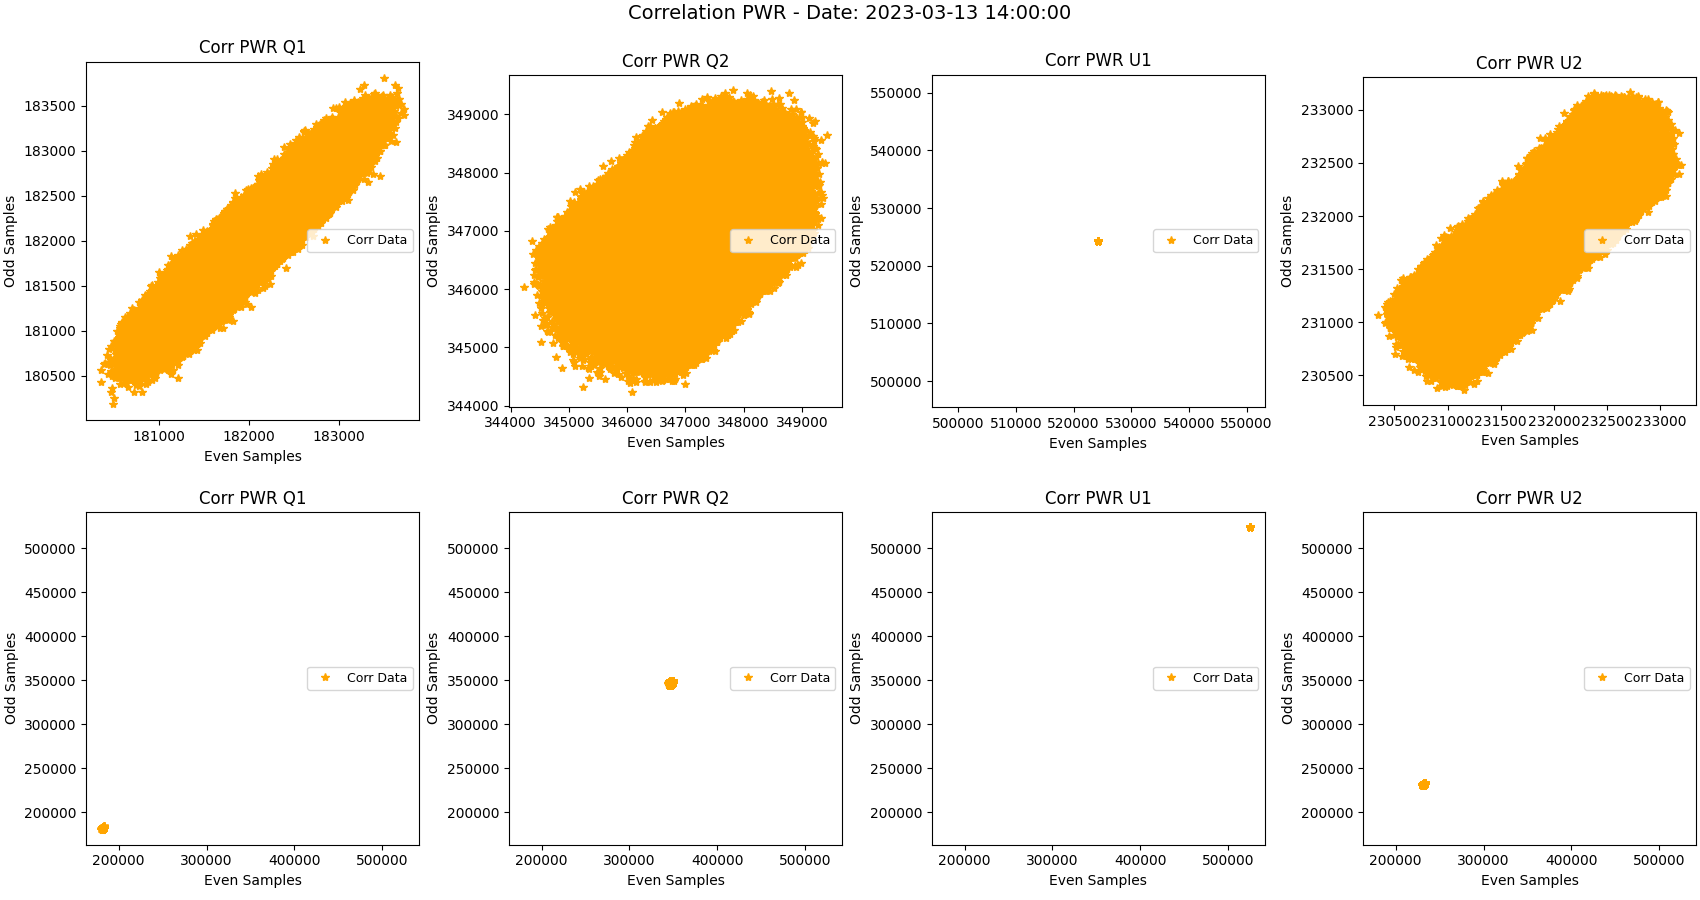 Correlation PWR - Date: 2023-03-13 14:00:00
Corr PWR Q1
Odd Samples
183500
183000
182500
182000
181500
181000
180500
Corr Data
181000 182000 183000
Even Samples
Corr PWR Q2
Odd Samples
349000
348000
347000
346000
345000
344000
Corr Data
344000 345000 346000 347000 348000 349000
Even Samples
Corr PWR U1
Odd Samples
550000
540000
530000
520000
510000
500000
Corr Data
500000 510000 520000 530000 540000 550000
Even Samples
Corr PWR U2
Odd Samples
233000
232500
232000
231500
231000
230500
Corr Data
230500 231000 231500 232000 232500 233000
Even Samples
Corr PWR Q1
Odd Samples
500000
450000
400000
350000
300000
250000
200000
Corr Data
200000 300000 400000 500000
Even Samples
Corr PWR Q2
Odd Samples
500000
450000
400000
350000
300000
250000
200000
Corr Data
200000 300000 400000 500000
Even Samples
Corr PWR U1
Odd Samples
500000
450000
400000
350000
300000
250000
200000
Corr Data
200000 300000 400000 500000
Even Samples
Corr PWR U2
Odd Samples
500000
450000
400000
350000
300000
250000
200000
Corr Data
200000 300000 400000 500000
Even Samples